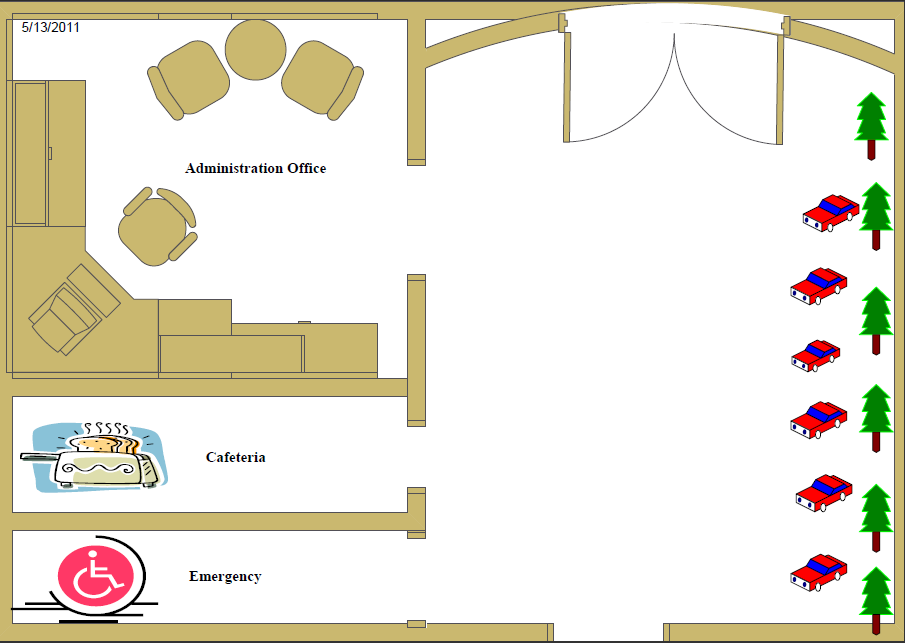 5/13/2011
Administration Office
Cafeteria
Emergency